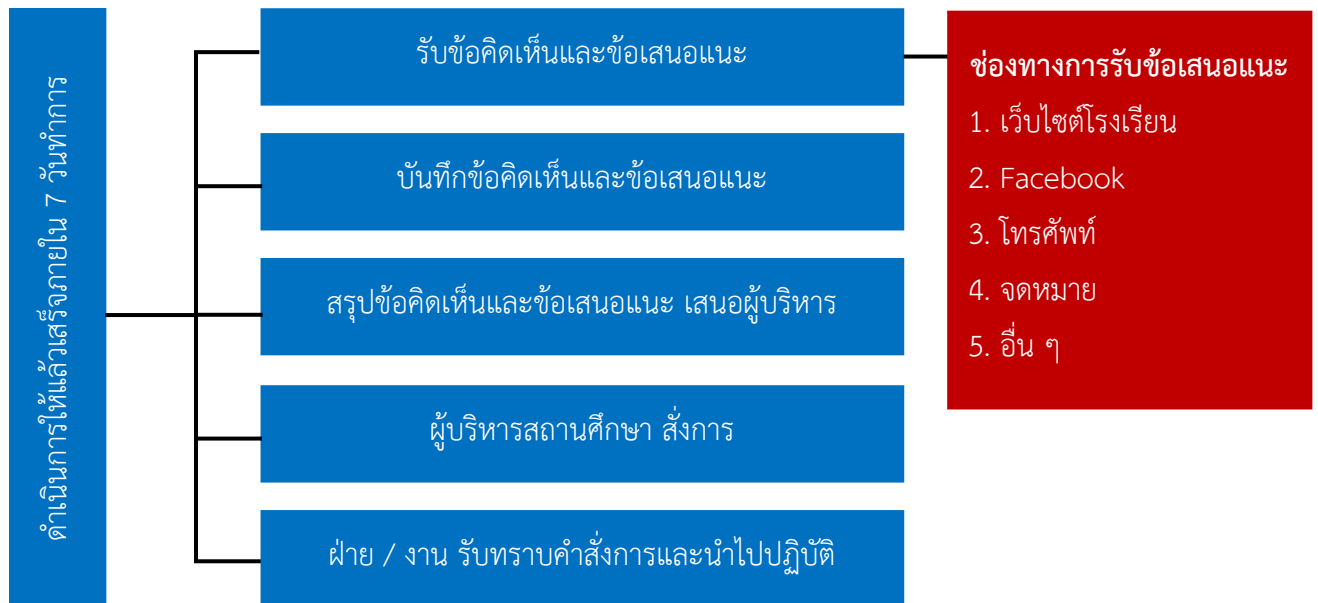 ดำเนินการให้แล้วเสร็จภายใน 7 วันทำการ
รับข้อคิดเห็นและข้อเสนอแนะ
บันทึกข้อคิดเห็นและข้อเสนอแนะ
สรุปข้อคิดเห็นและข้อเสนอแนะ เสนอผู้บริหาร
ผู้บริหารสถานศึกษา สั่งการ
ฝ่าย / งาน รับทราบคำสั่งการและนำไปปฏิบัติ
ช่องทางการรับข้อเสนอแนะ
1. เว็บไซต์โรงเรียน
2. Facebook
3. โทรศัพท์
4. จดหมาย
5. อื่น ๆ